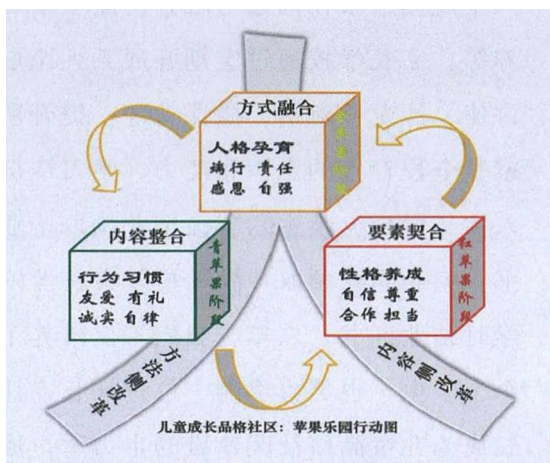 方式融合
人格孕育
端行 责任
感恩 自强
金苹果阶段
内容整合
行为习惯
友爱 有礼
诚实 自律
青苹果阶段
要素契合
性格养成
自信 尊重
合作 担当
红苹果阶段
方法侧改革
内容侧改革
儿童成长品格社区：苹果乐园行动图